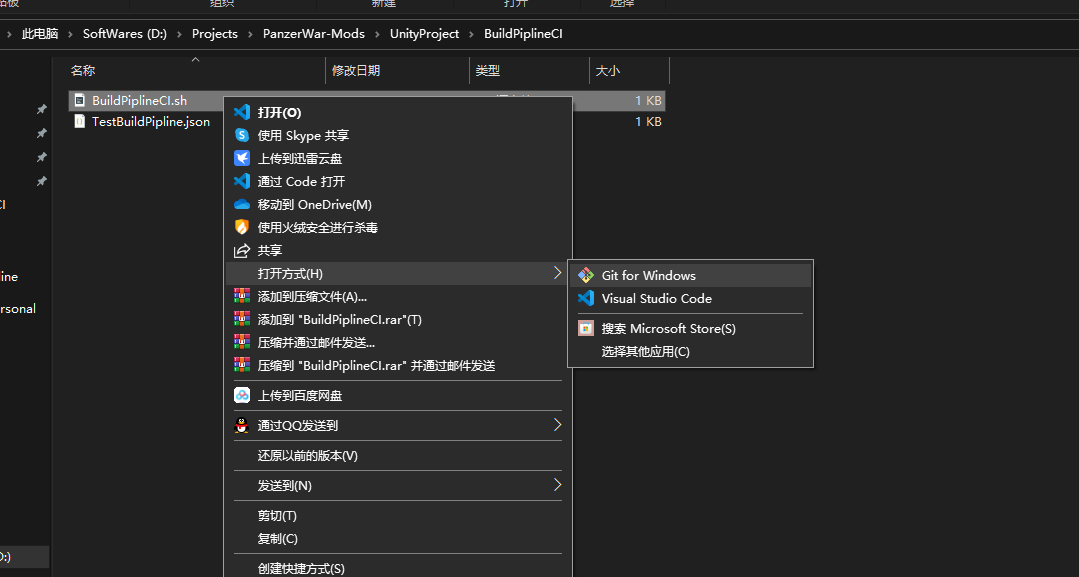 组织
新建
打开
选择
此电脑 › SoftWares (D:) › Projects › PanzerWar-Mods › UnityProject › BuildPiplineCI
名称 修改日期 类型 大小
BuildPiplineCI.sh 1 KB
TestBuildPipline.json 1 KB
打开(O)
使用 Skype 共享
上传到迅雷云盘
通过 Code 打开
移动到 OneDrive(M)
使用火绒安全进行杀毒
共享
打开方式(H)
Git for Windows
Visual Studio Code
搜索 Microsoft Store(S)
选择其他应用(C)
添加到压缩文件(A)...
添加到 "BuildPiplineCI.rar"(T)
压缩并通过邮件发送...
压缩到 "BuildPiplineCI.rar" 并通过邮件发送
上传到百度网盘
通过QQ发送到
还原以前的版本(V)
发送到(N)
剪切(T)
复制(C)
创建快捷方式(S)
CI
line
rsonal
D:)